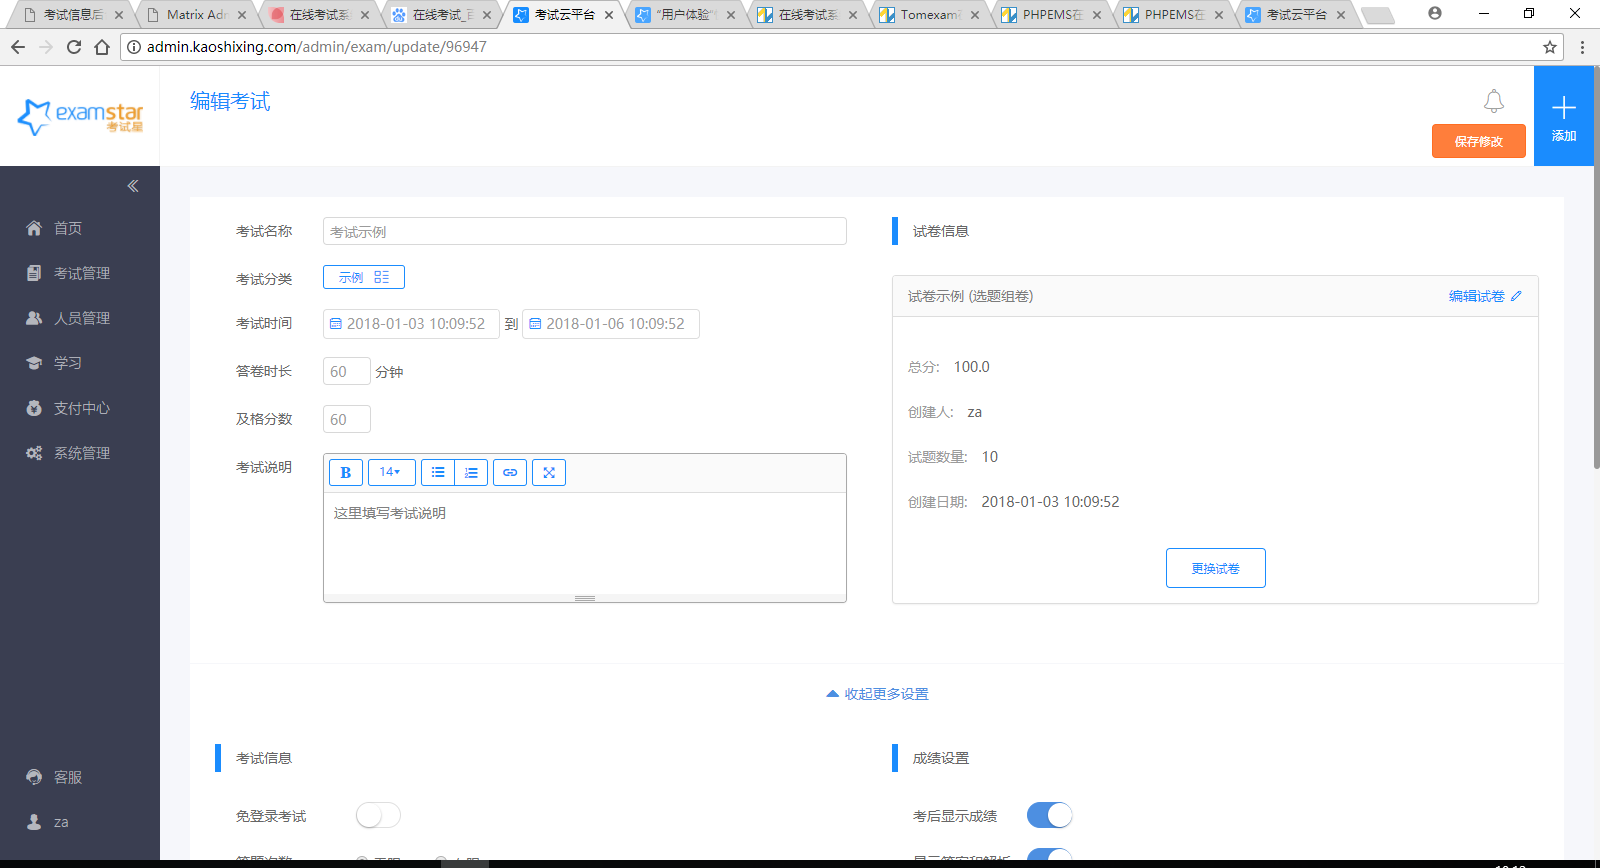 考试信息后
Matrix Adn
在线考试系
在线考试_百
考试云平台
“用户体验”
在线考试系
Tomexam
PHPEMS在
PHPEMS在
考试云平台
admin.kaoshixing.com/admin/exam/update/96947
examstar
考试星
编辑考试
保存修改
添加
首页
考试管理
人员管理
学习
支付中心
系统管理
客服
za
考试名称 考试示例
考试分类 示例
考试时间 2018-01-03 10:09:52 到 2018-01-06 10:09:52
答卷时长 60 分钟
及格分数 60
考试说明
B 14
这里填写考试说明
试卷信息
试卷示例 (选题组卷) 编辑试卷
总分: 100.0
创建人: za
试题数量: 10
创建日期: 2018-01-03 10:09:52
更换试卷
收起更多设置
考试信息
免登录考试
成绩设置
考后显示成绩